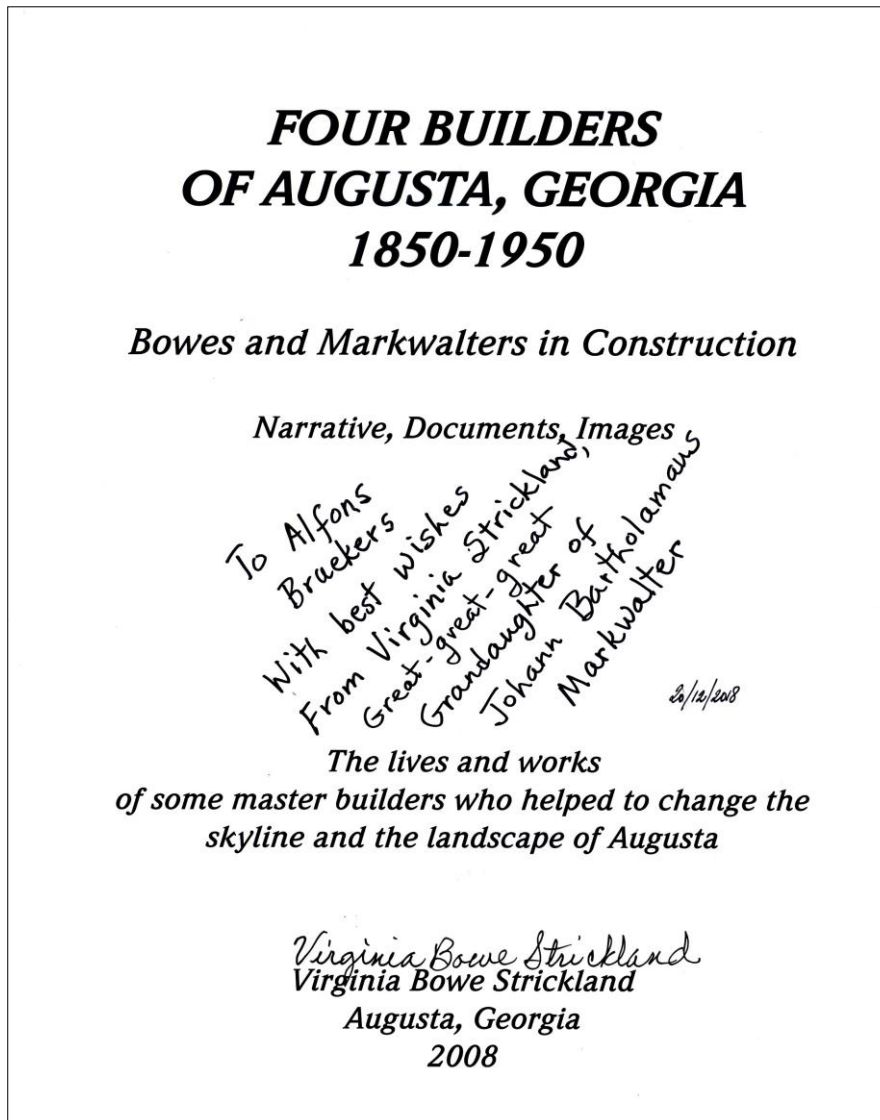 FOUR BUILDERS
OF AUGUSTA, GEORGIA
1850-1950
Bowes and Markwalters in Construction
Narrative, Documents, Images
To Alfons
Braekers
With best wishes
From Virginia Strickland,
Great-great-great
Grandaughter of
Johann Bartholamaus
Markwalter
20/12/2018
The lives and works
of some master builders who helped to change the
skyline and the landscape of Augusta
Virginia Bowe Strickland
Virginia Bowe Strickland
Augusta, Georgia
2008